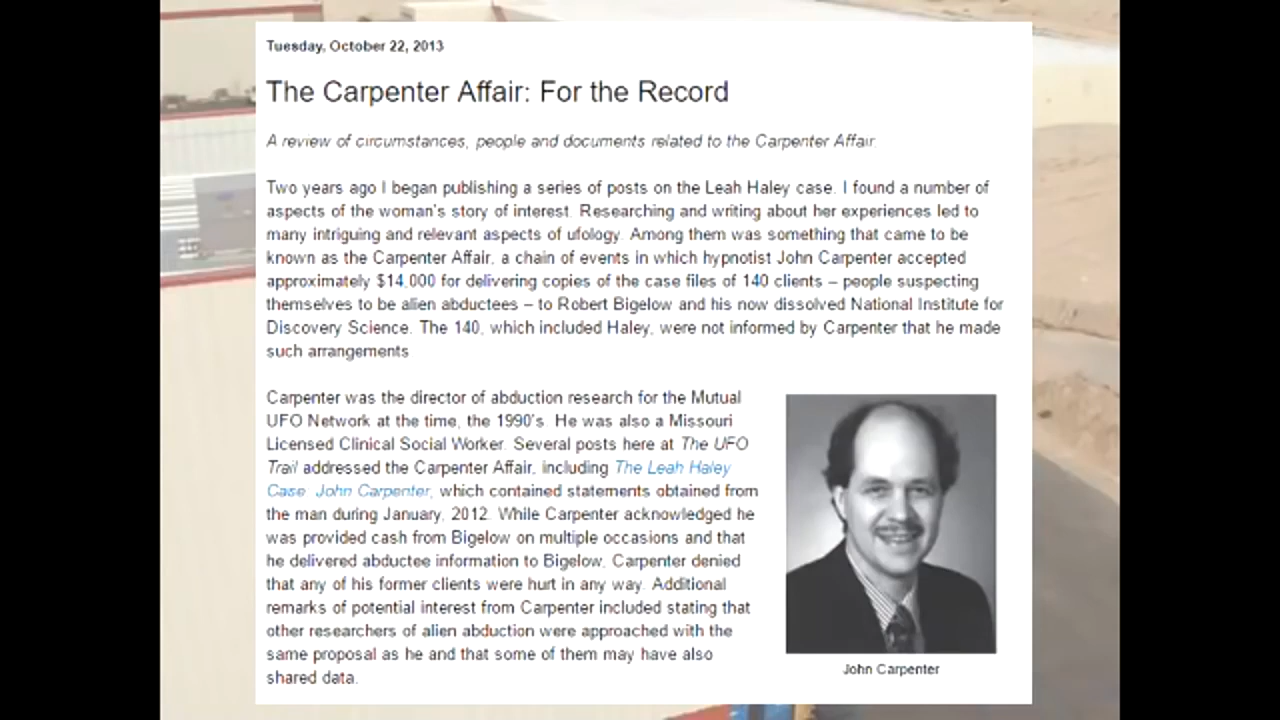 Tuesday, October 22, 2013
The Carpenter Affair: For the Record
A review of circumstances, people and documents related to the Carpenter Affair.
Two years ago I began publishing a series of posts on the Leah Haley case. I found a number of
aspects of the woman's story of interest. Researching and writing about her experiences led to
many intriguing and relevant aspects of ufology. Among them was something that came to be
known as the Carpenter Affair, a chain of events in which hypnotist John Carpenter accepted
approximately $14,000 for delivering copies of the case files of 140 clients – people suspecting
themselves to be alien abductees – to Robert Bigelow and his now dissolved National Institute for
Discovery Science. The 140, which included Haley, were not informed by Carpenter that he made
such arrangements
Carpenter was the director of abduction research for the Mutual
UFO Network at the time, the 1990's. He was also a Missouri
Licensed Clinical Social Worker. Several posts here at The UFO
Trail addressed the Carpenter Affair, including The Leah Haley
Case: John Carpenter, which contained statements obtained from
the man during January, 2012. While Carpenter acknowledged he
was provided cash from Bigelow on multiple occasions and that
he delivered abductee information to Bigelow, Carpenter denied
that any of his former clients were hurt in any way. Additional
remarks of potential interest from Carpenter included stating that
other researchers of alien abduction were approached with the
same proposal as he and that some of them may have also
shared data.
John Carpenter